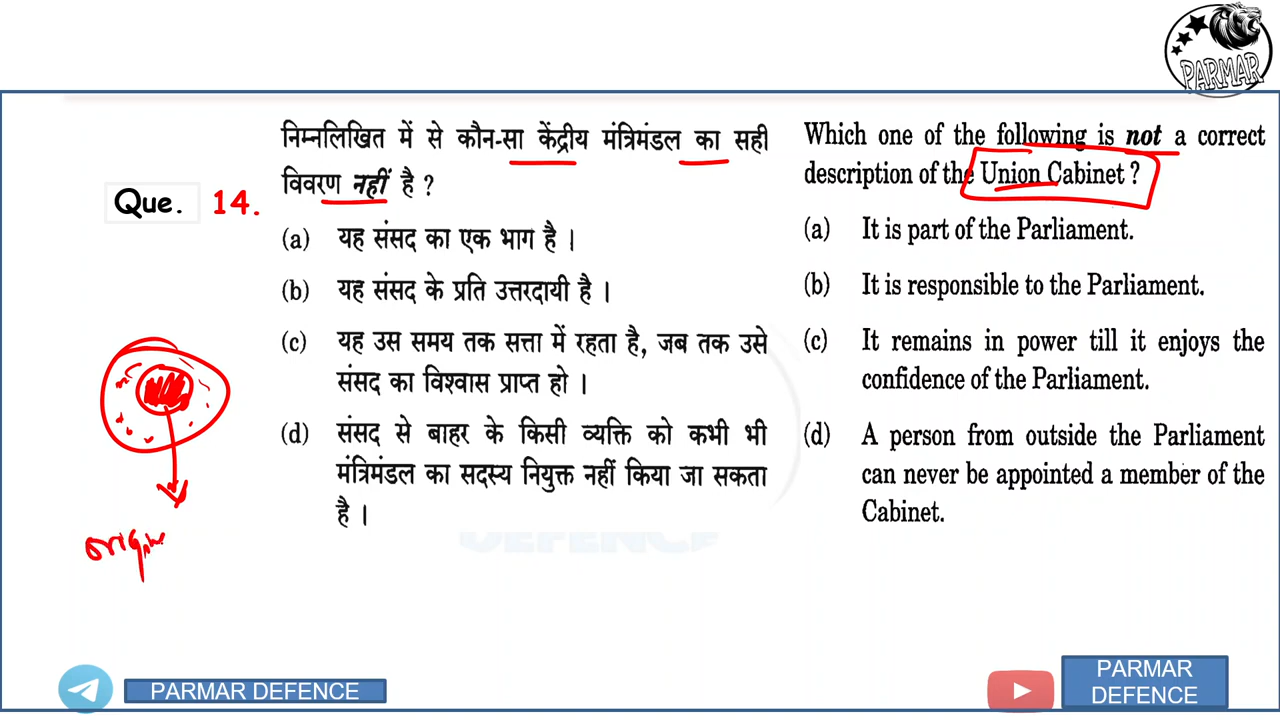 PARMAR
निम्नलिखित में से कौन-सा केंद्रीय मंत्रिमंडल का सही
विवरण नहीं है ?
Que. 14.
(a) यह संसद का एक भाग है ।
(b) यह संसद के प्रति उत्तरदायी है ।
(c) यह उस समय तक सत्ता में रहता है, जब तक उसे
संसद का विश्वास प्राप्त हो ।
(d) संसद से बाहर के किसी व्यक्ति को कभी भी
मंत्रिमंडल का सदस्य नियुक्त नहीं किया जा सकता
है ।
Which one of the following is not a correct
description of the Union Cabinet ?
(a) It is part of the Parliament.
(b) It is responsible to the Parliament.
(c) It remains in power till it enjoys the
confidence of the Parliament.
(d) A person from outside the Parliament
can never be appointed a member of the
Cabinet.
DEFENCE
PARMAR DEFENCE
PARMAR
DEFENCE